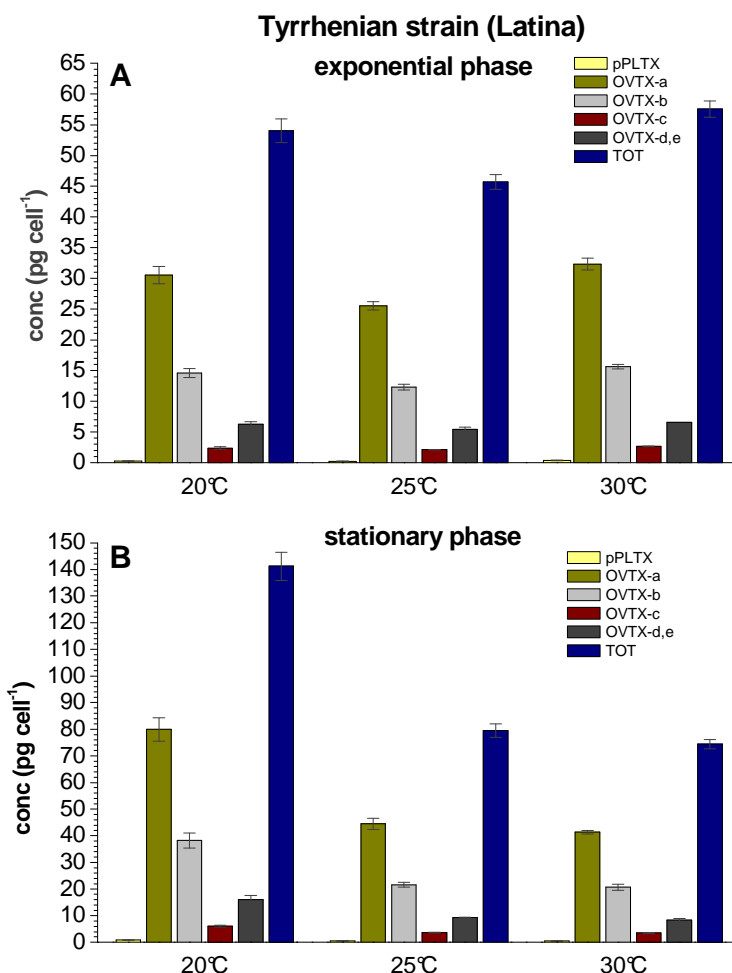 Tyrrhenian strain (Latina)
A
exponential phase
pPLTX
OVTX-a
OVTX-b
OVTX-c
OVTX-d,e
TOT
conc (pg cell⁻¹)
65
60
55
50
45
40
35
30
25
20
15
10
5
0
20℃
25℃
30℃
B
stationary phase
pPLTX
OVTX-a
OVTX-b
OVTX-c
OVTX-d,e
TOT
conc (pg cell⁻¹)
150
140
130
120
110
100
90
80
70
60
50
40
30
20
10
0
20℃
25℃
30℃